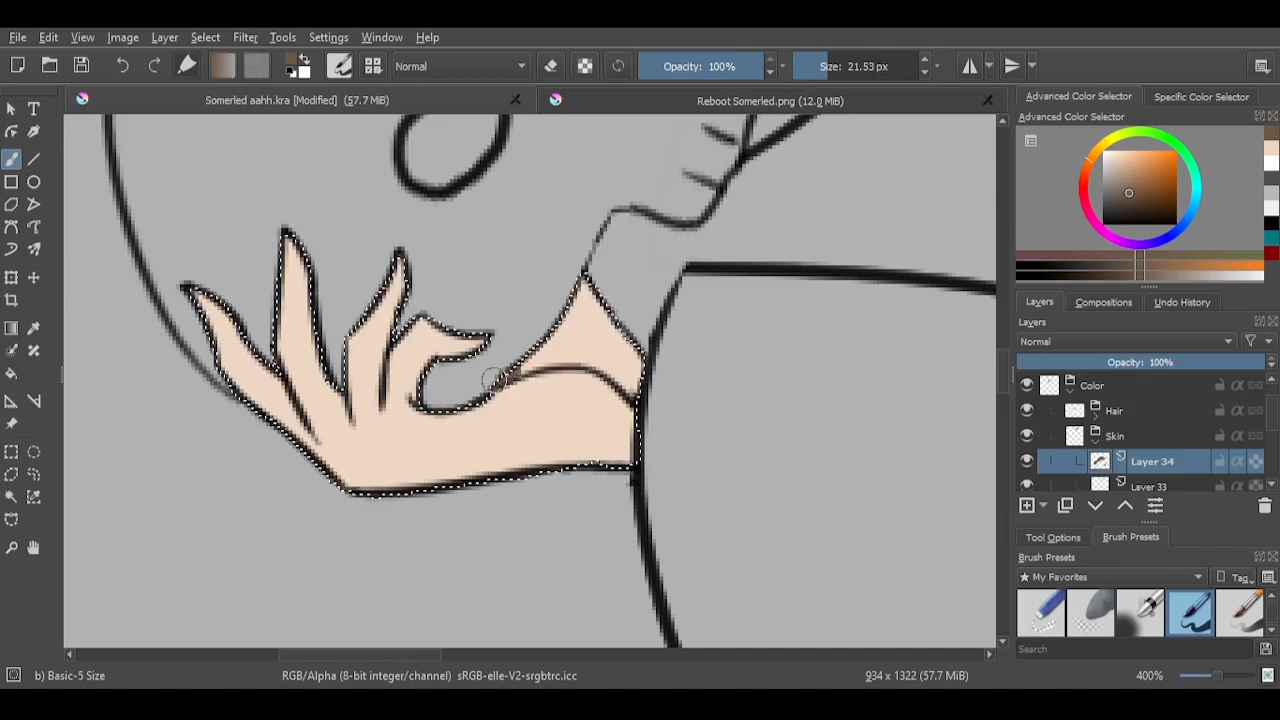 File Edit View Image Layer Select Filter Tools Settings Window Help
Normal Opacity: 100% Size: 21.53 px
Somerled aahh.kra [Modified] (57.7 MiB) Reboot Somerled.png (12.0 MiB)
Advanced Color Selector Specific Color Selector
Advanced Color Selector
Layers Compositions Undo History
Layers
Normal
Opacity: 100%
Color
Hair
Skin
Layer 34
Layer 33
Tool Options Brush Presets
Brush Presets
My Favorites Tag
Search
b) Basic-5 Size RGB/Alpha (8-bit integer/channel) sRGB-elle-V2-srgbtrc.icc 934 x 1322 (57.7 MiB) 400%